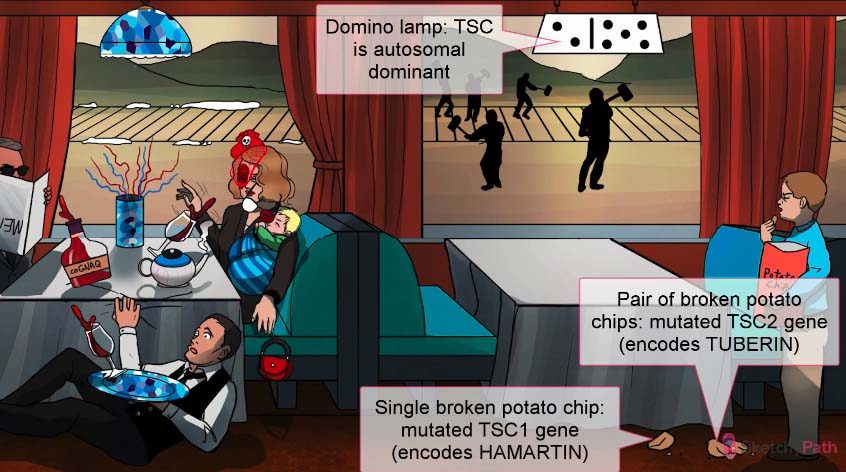 Domino lamp: TSC
is autosomal
dominant
NEW
coGNAQ
Potato
Chip
Pair of broken potato
chips: mutated TSC2 gene
(encodes TUBERIN)
Single broken potato chip:
mutated TSC1 gene
(encodes HAMARTIN)
SketchyPath